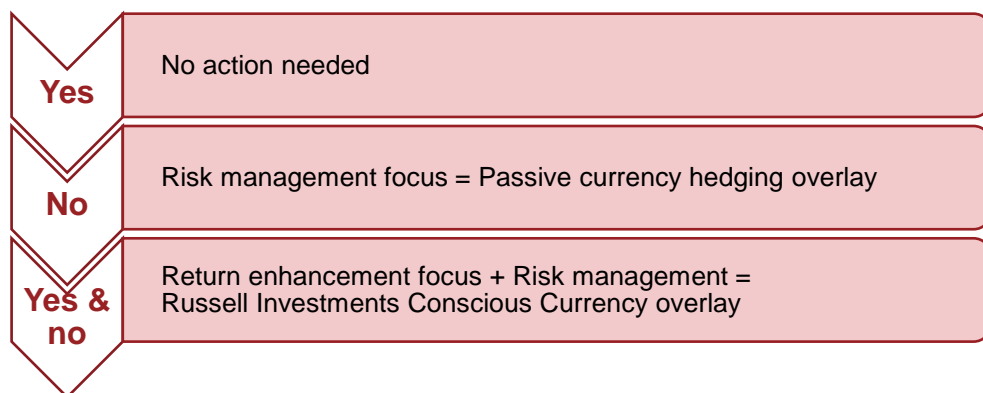 Yes
No action needed
No
Risk management focus = Passive currency hedging overlay
Yes &
no
Return enhancement focus + Risk management =
Russell Investments Conscious Currency overlay